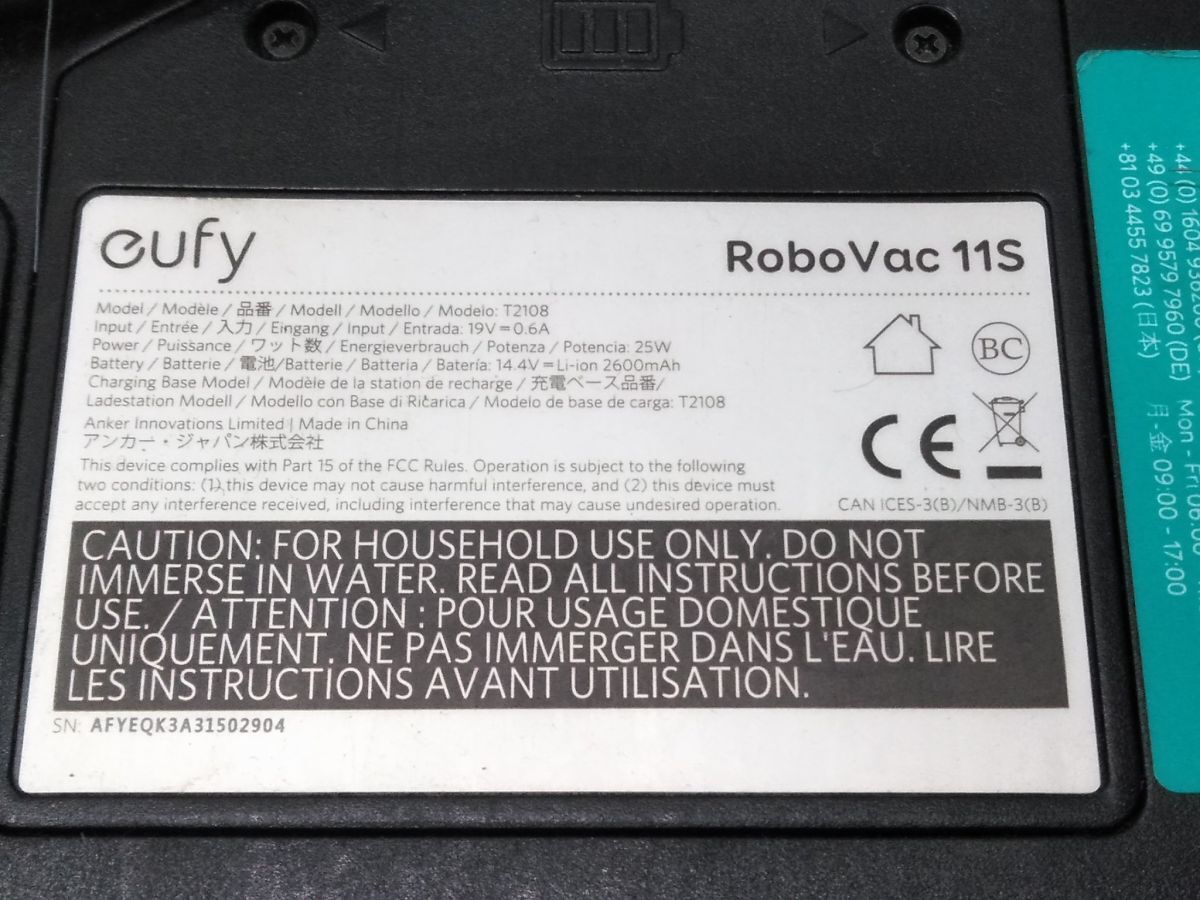 eufy
RoboVac 11S
Model / Modèle / 品番 / Modell / Modello / Modelo: T2108
Input / Entrée / 入力 / Eingang / Input / Entrada: 19V⎓0.6A
Power / Puissance / ワット数 / Energieverbrauch / Potenza / Potencia: 25W
Battery / Batterie / 電池/Batterie / Batteria / Batería: 14.4V⎓Li-ion 2600mAh
Charging Base Model / Modèle de la station de recharge / 充電ベース品番/
Ladestation Modell / Modello con Base di Ricarica / Modelo de base de carga: T2108
Anker Innovations Limited | Made in China
アンカー・ジャパン株式会社
This device complies with Part 15 of the FCC Rules. Operation is subject to the following
two conditions: (1) this device may not cause harmful interference, and (2) this device must
accept any interference received, including interference that may cause undesired operation.
BC
CE
CAN ICES-3(B)/NMB-3(B)
CAUTION: FOR HOUSEHOLD USE ONLY. DO NOT
IMMERSE IN WATER. READ ALL INSTRUCTIONS BEFORE
USE. / ATTENTION : POUR USAGE DOMESTIQUE
UNIQUEMENT. NE PAS IMMERGER DANS L'EAU. LIRE
LES INSTRUCTIONS AVANT UTILISATION.
SN: AFYEQK3A31502904
+44 (0) 1604
+49 (0) 69 9579 7960 (DE) Mon - Fri
+81 03 4455 7823 (日本) 月-金 09:00 - 17:00